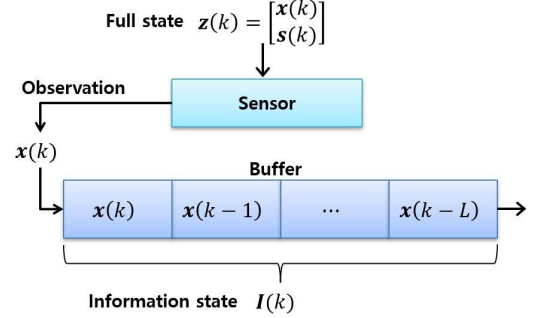 Full state z(k) = [x(k)
s(k)]
Observation
Sensor
x(k)
Buffer
x(k) x(k − 1) ⋯ x(k − L)
Information state I(k)